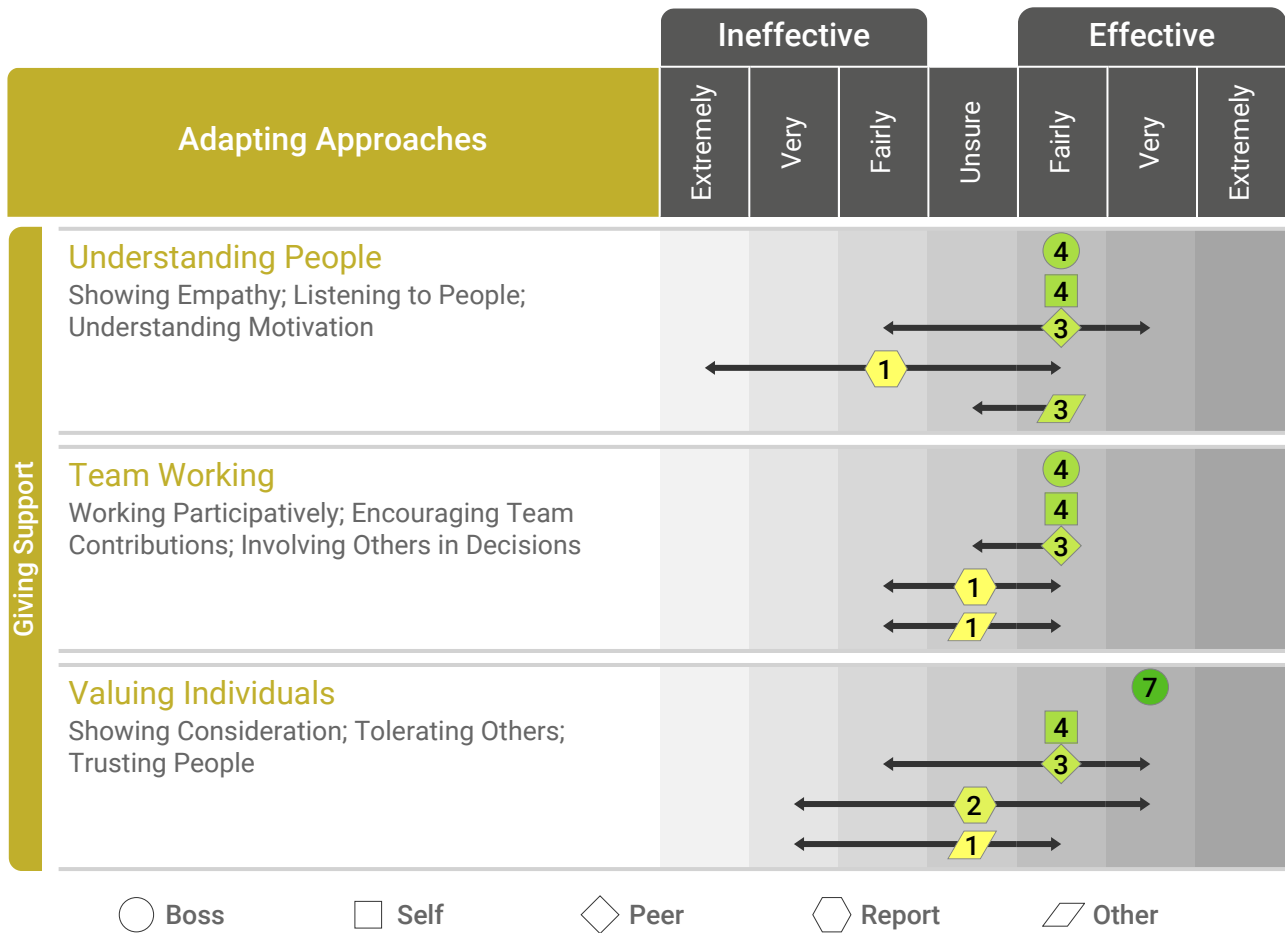 Ineffective
Effective
Adapting Approaches
Extremely
Very
Fairly
Unsure
Fairly
Very
Extremely
Giving Support
Understanding People
Showing Empathy; Listening to People;
Understanding Motivation
4
4
3
1
3
Team Working
Working Participatively; Encouraging Team
Contributions; Involving Others in Decisions
4
4
3
1
1
Valuing Individuals
Showing Consideration; Tolerating Others;
Trusting People
7
4
3
2
1
Boss
Self
Peer
Report
Other